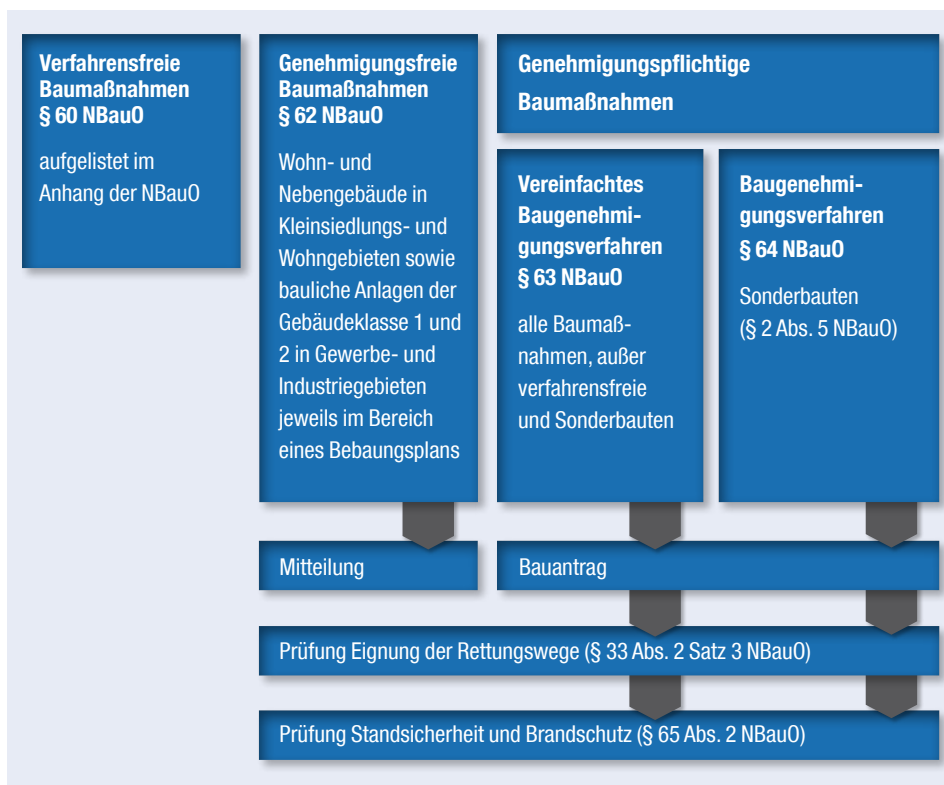 Verfahrensfreie
Baumaßnahmen
§ 60 NBauO
aufgelistet im
Anhang der NBauO
Genehmigungsfreie
Baumaßnahmen
§ 62 NBauO
Wohn- und
Nebengebäude in
Kleinsiedlungs- und
Wohngebieten sowie
bauliche Anlagen der
Gebäudeklasse 1 und
2 in Gewerbe- und
Industriegebieten
jeweils im Bereich
eines Bebaungsplans
Genehmigungspflichtige
Baumaßnahmen
Vereinfachtes
Baugenehmi-
gungsverfahren
§ 63 NBauO
alle Baumaß-
nahmen, außer
verfahrensfreie
und Sonderbauten
Baugenehmi-
gungsverfahren
§ 64 NBauO
Sonderbauten
(§ 2 Abs. 5 NBauO)
Mitteilung
Bauantrag
Prüfung Eignung der Rettungswege (§ 33 Abs. 2 Satz 3 NBauO)
Prüfung Standsicherheit und Brandschutz (§ 65 Abs. 2 NBauO)